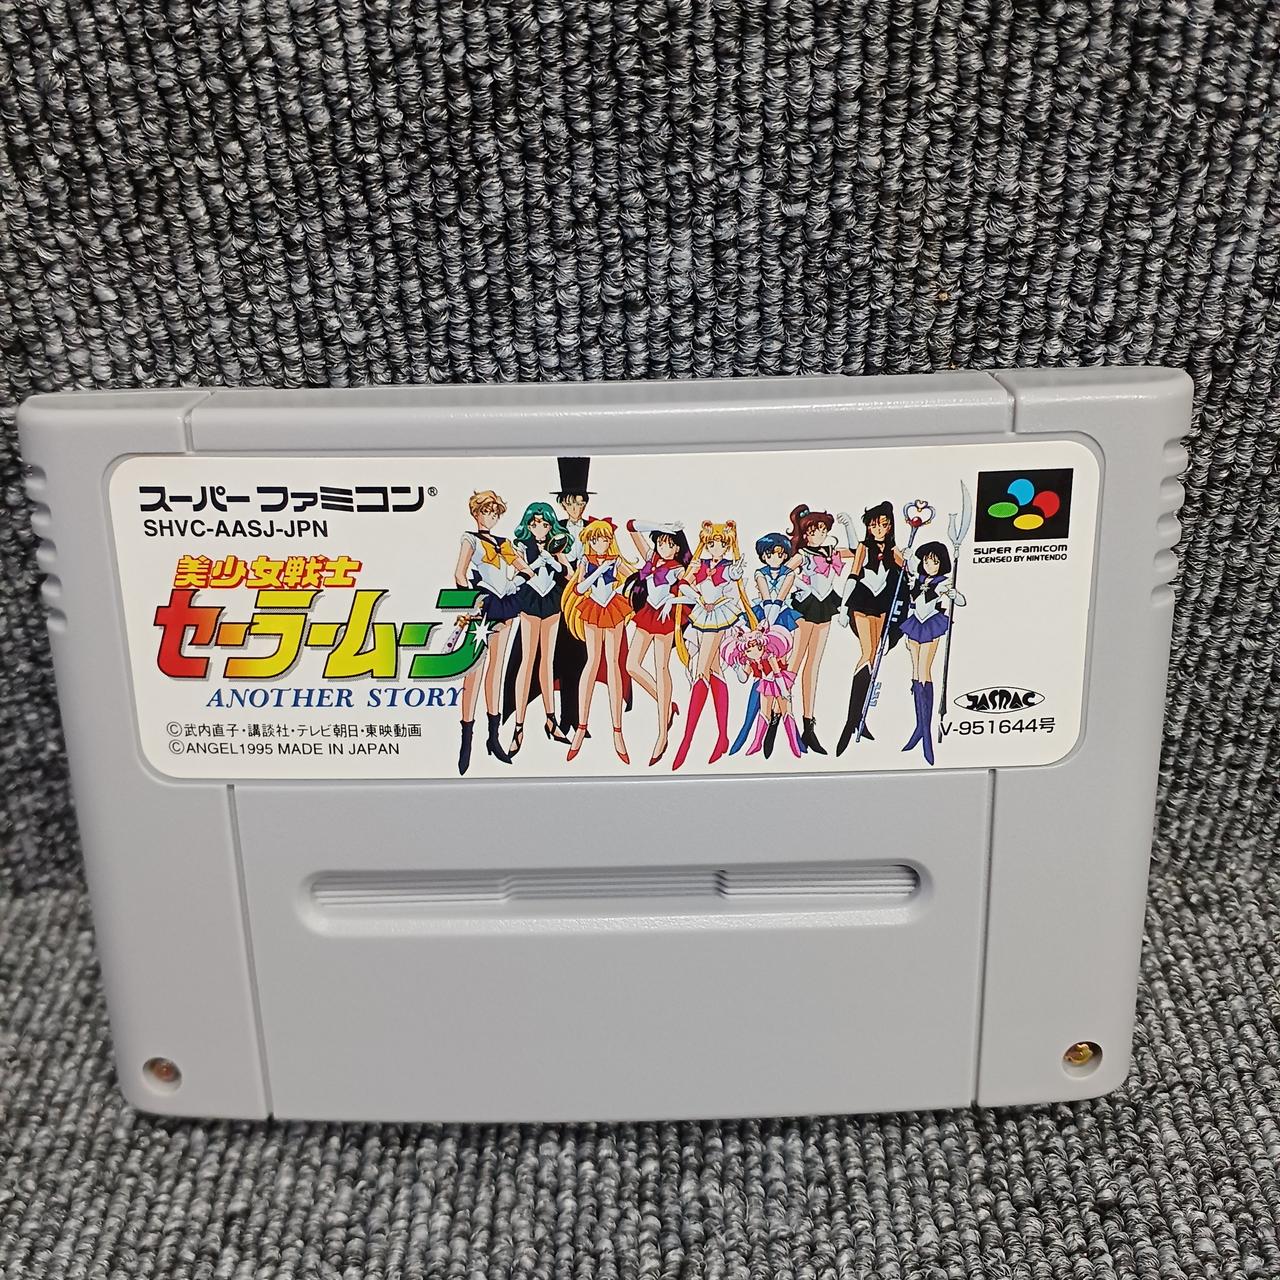 スーパーファミコン®
SHVC-AASJ-JPN
美少女戦士
セーラームーン
ANOTHER STORY
©武内直子・講談社・テレビ朝日・東映動画
©ANGEL1995 MADE IN JAPAN
SUPER FAMICOM
LICENSED BY NINTENDO
JASRAC
V-951644号